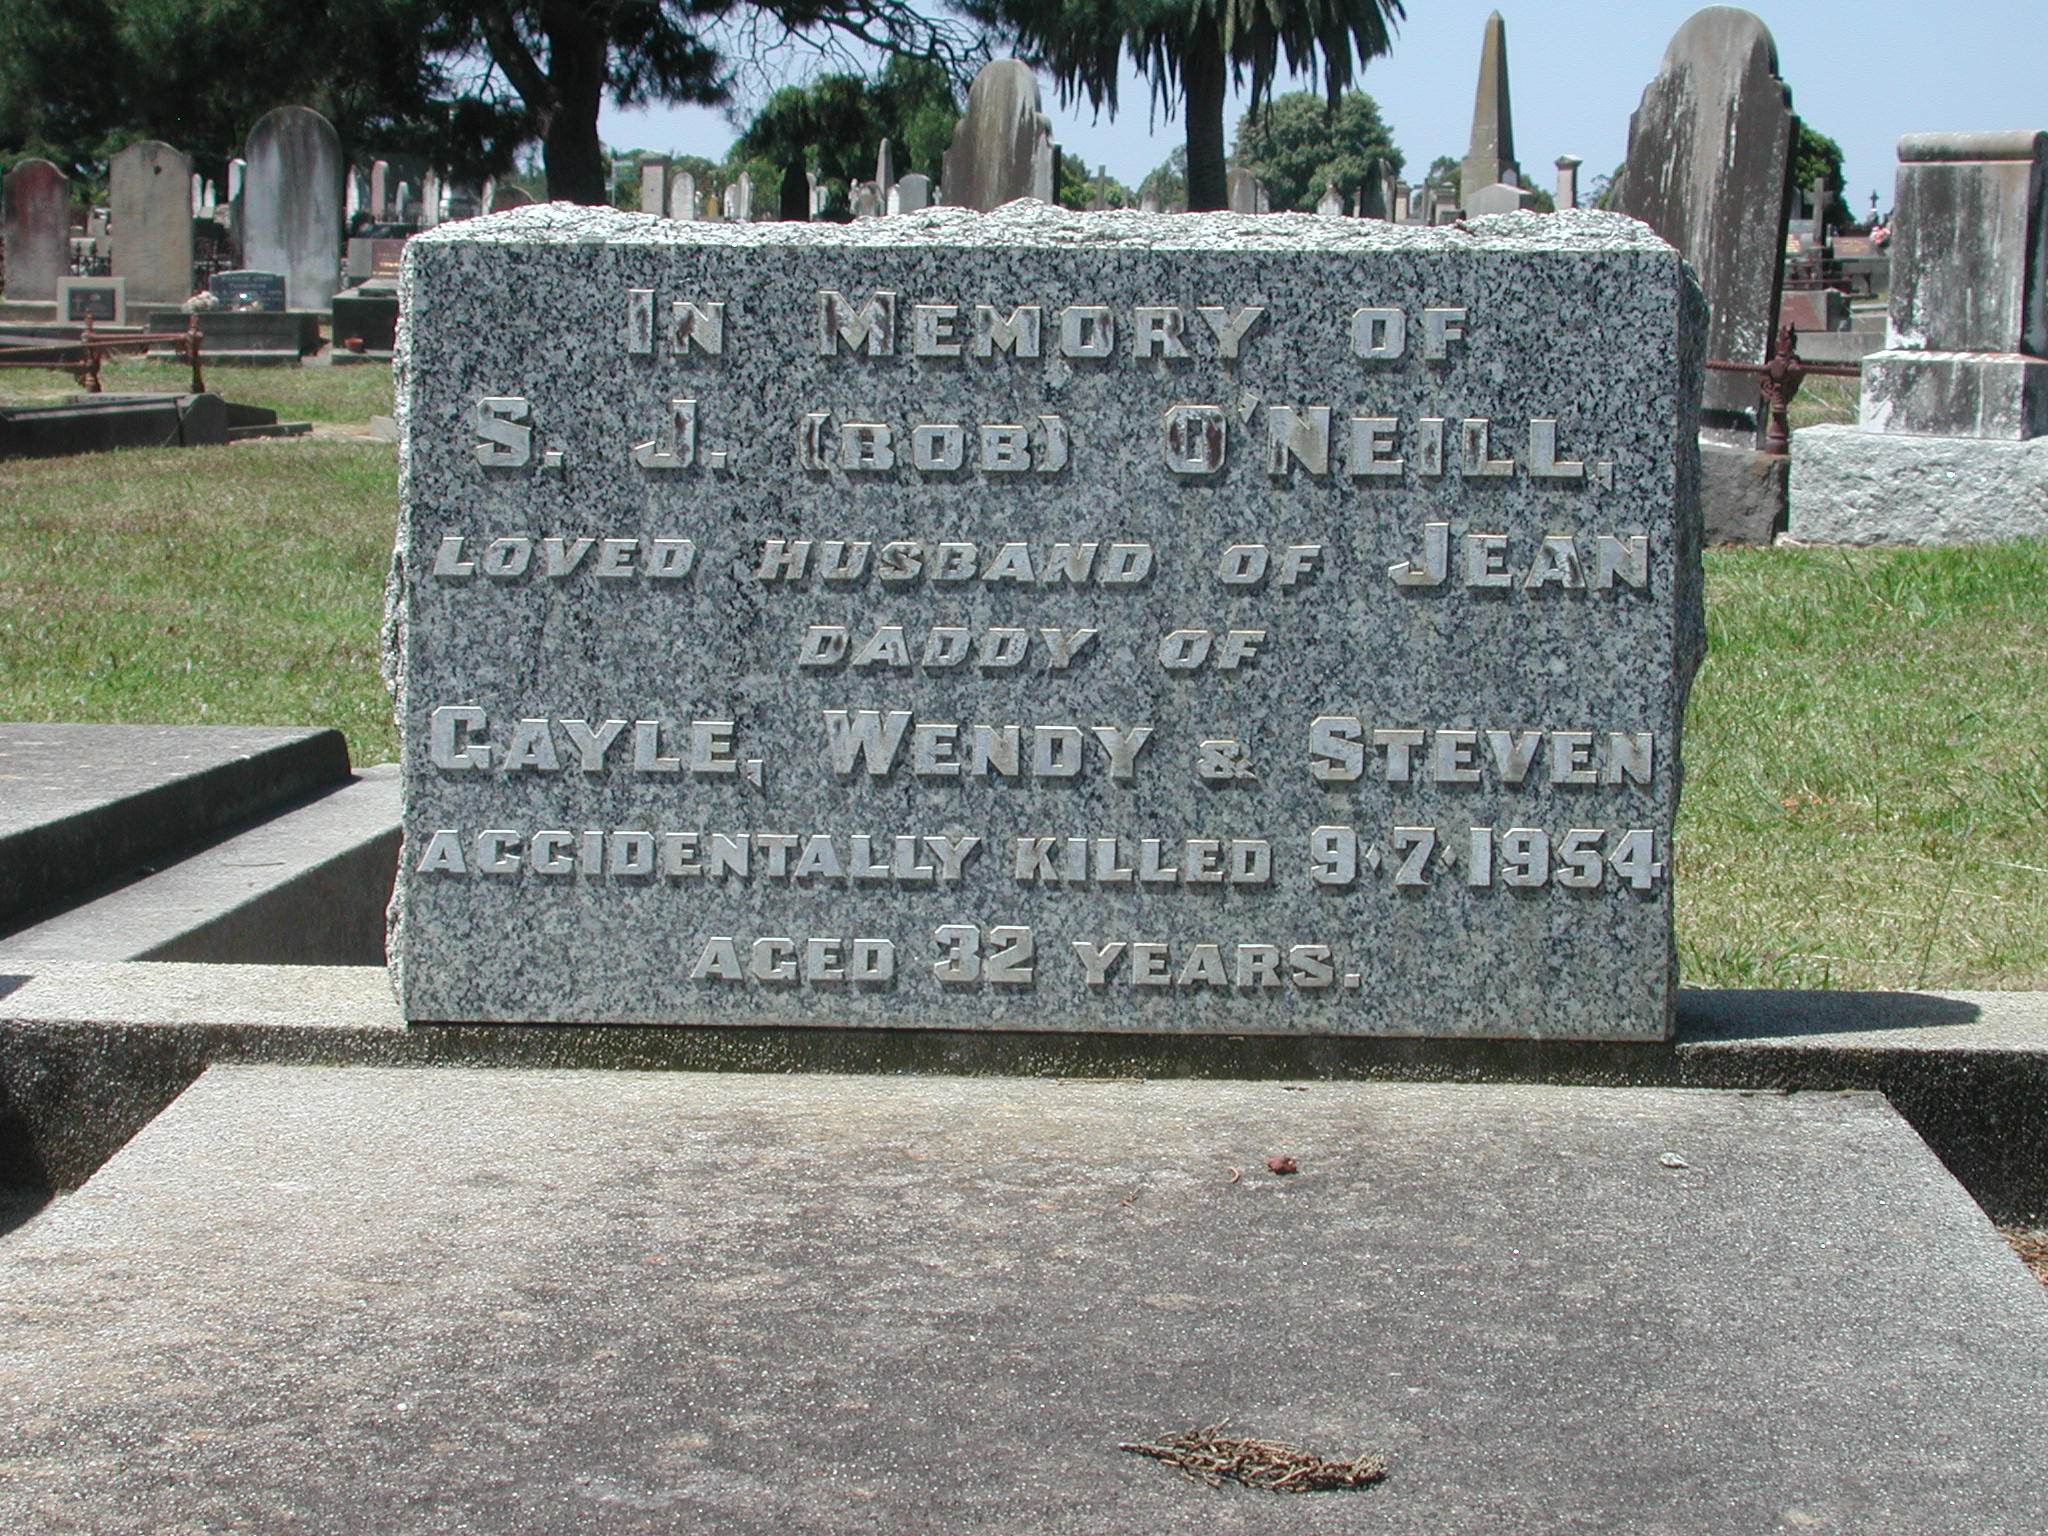 IN MEMORY OF
S. J. (BOB) O'NEILL,
LOVED HUSBAND OF JEAN
DADDY OF
GAYLE, WENDY & STEVEN
ACCIDENTALLY KILLED 9·7·1954
AGED 32 YEARS.